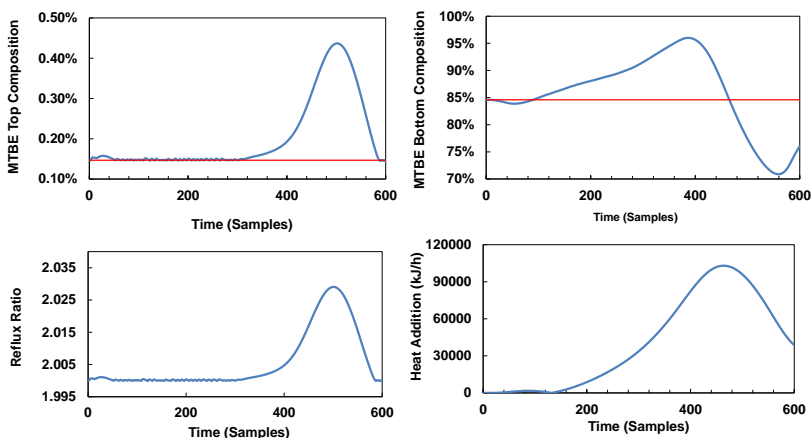 MTBE Top Composition
0.50%
0.40%
0.30%
0.20%
0.10%
0 200 400 600
Time (Samples)
MTBE Bottom Composition
100%
95%
90%
85%
80%
75%
70%
0 200 400 600
Time (Samples)
Reflux Ratio
2.035
2.025
2.015
2.005
1.995
0 200 400 600
Time (Samples)
Heat Addition (kJ/h)
120000
90000
60000
30000
0
0 200 400 600
Time (Samples)